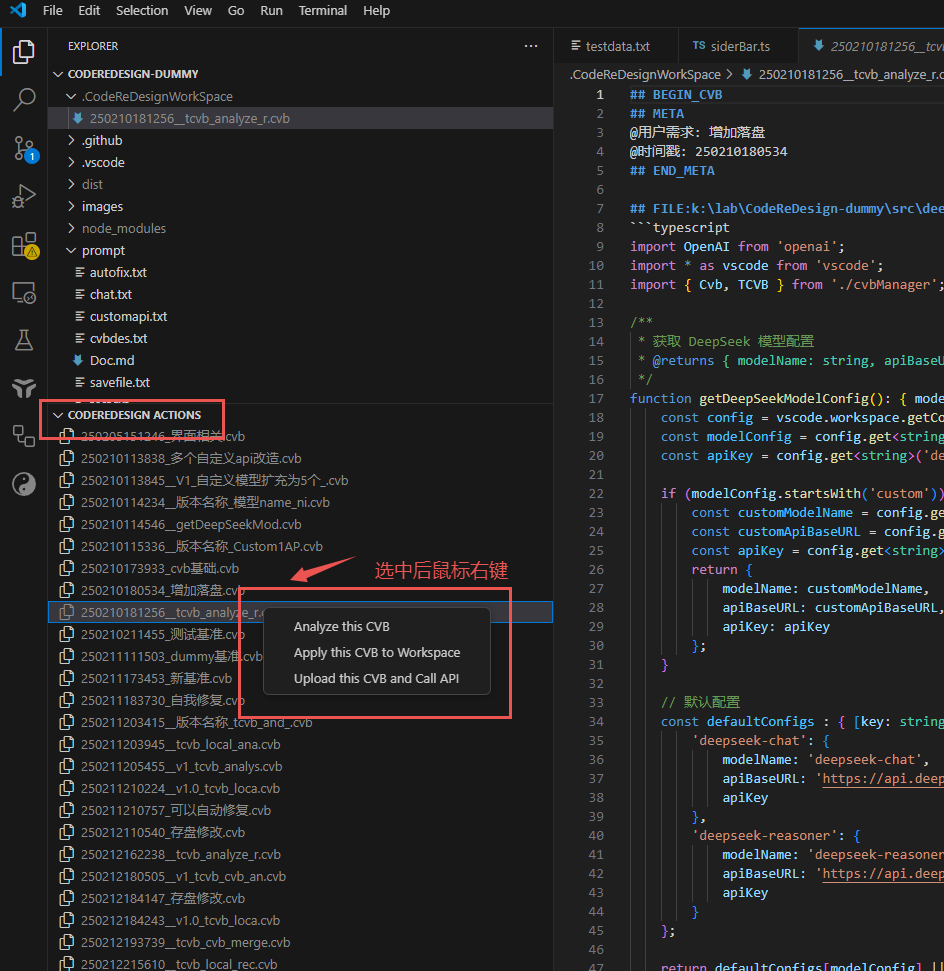 File Edit Selection View Go Run Terminal Help
EXPLORER
CODEREDESIGN-DUMMY
.CodeReDesignWorkSpace
250210181256__tcvb_analyze_r.cvb
.github
.vscode
dist
images
node_modules
prompt
autofix.txt
chat.txt
customapi.txt
cvbdes.txt
Doc.md
savefile.txt
CODEREDESIGN ACTIONS
250205151246_界面相关.cvb
250210113838_多个自定义api改造.cvb
250210113845__V1_自定义模型扩充为5个_.cvb
250210114234__版本名称_模型name_ni.cvb
250210114546__getDeepSeekMod.cvb
250210115336__版本名称_Custom1AP.cvb
250210173933_cvb基础.cvb
250210180534_增加落盘.cvb
250210181256__tcvb_analyze_r.c
250210211455_测试基准.cvb
250211111503_dummy基准.cvb
250211173453_新基准.cvb
250211183730_自我修复.cvb
250211203415__版本名称_tcvb_and_.cvb
250211203945__tcvb_local_ana.cvb
250211205455__v1_tcvb_analys.cvb
250211210224__v1.0_tcvb_loca.cvb
250211210757_可以自动修复.cvb
250212110540_存盘修改.cvb
250212162238__tcvb_analyze_r.cvb
250212180505__v1_tcvb_cvb_an.cvb
250212184147_存盘修改.cvb
250212184243__v1.0_tcvb_loca.cvb
250212193739__tcvb_cvb_merge.cvb
250212215610__tcvb_local_rec.cvb
选中后鼠标右键
Analyze this CVB
Apply this CVB to Workspace
Upload this CVB and Call API
1
testdata.txt TS siderBar.ts 250210181256__tcv
.CodeReDesignWorkSpace > 250210181256__tcvb_analyze_r.c
1 ## BEGIN_CVB
2 ## META
3 @用户需求: 增加落盘
4 @时间戳: 250210180534
5 ## END_META
6
7 ## FILE:k:\lab\CodeReDesign-dummy\src\dee
8 ```typescript
9 import OpenAI from 'openai';
10 import * as vscode from 'vscode';
11 import { Cvb, TCVB } from './cvbManager';
12
13 /**
14 * 获取 DeepSeek 模型配置
15 * @returns { modelName: string, apiBaseU
16 */
17 function getDeepSeekModelConfig(): { mode
18 const config = vscode.workspace.getCo
19 const modelConfig = config.get<string
20 const apiKey = config.get<string>('de
21
22 if (modelConfig.startsWith('custom'))
23 const customModelName = config.ge
24 const customApiBaseURL = config.g
25 const apiKey = config.get<string>
26 return {
27 modelName: customModelName,
28 apiBaseURL: customApiBaseURL,
29 apiKey: apiKey
30 };
31 }
32
33 // 默认配置
34 const defaultConfigs : { [key: string
35 'deepseek-chat': {
36 modelName: 'deepseek-chat',
37 apiBaseURL: 'https://api.deep
38 apiKey
39 },
40 'deepseek-reasoner': {
41 modelName: 'deepseek-reasoner
42 apiBaseURL: 'https://api.deep
43 apiKey
44 }
45 };
46
47 return defaultConfigs[modelConfig] ||